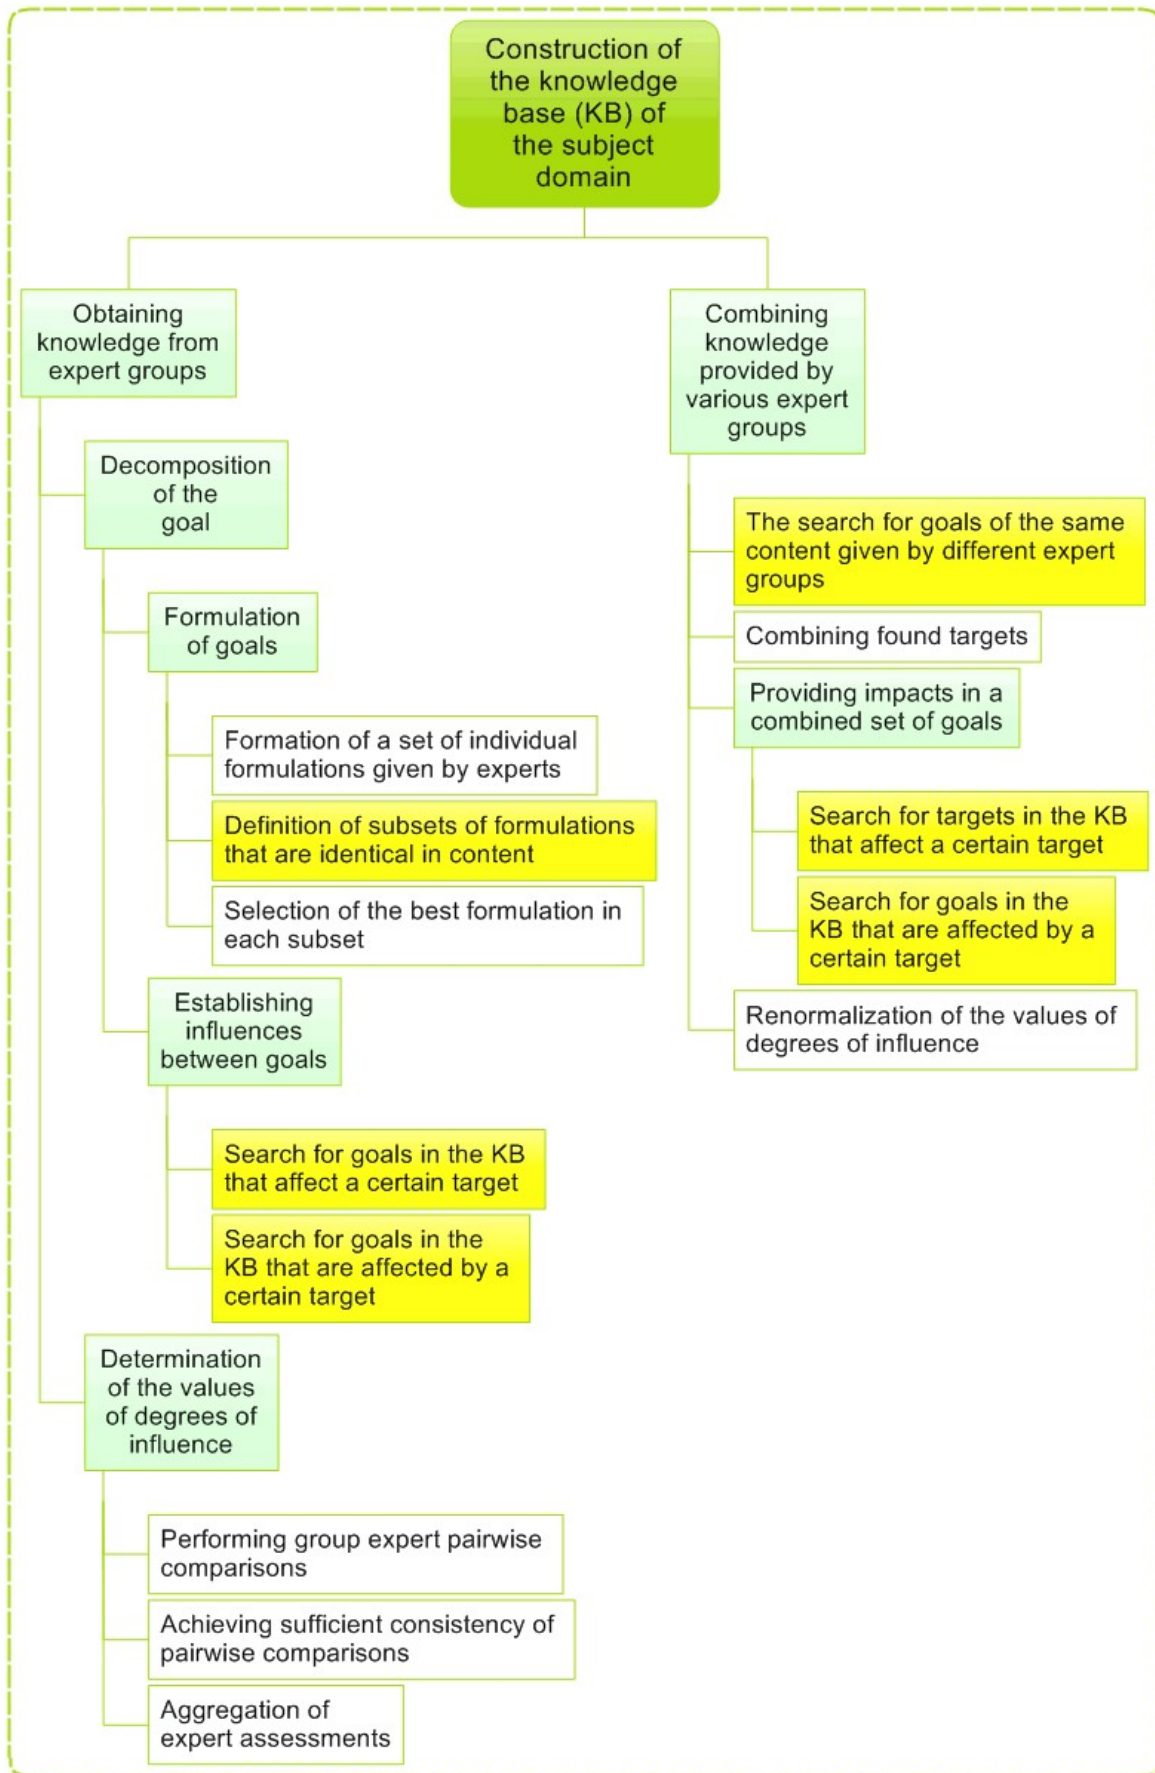 Construction of
the knowledge
base (KB) of
the subject
domain
Obtaining
knowledge from
expert groups
Decomposition
of the
goal
Formulation
of goals
Formation of a set of individual
formulations given by experts
Definition of subsets of formulations
that are identical in content
Selection of the best formulation in
each subset
Establishing
influences
between goals
Search for goals in the KB
that affect a certain target
Search for goals in the
KB that are affected by a
certain target
Determination
of the values
of degrees of
influence
Performing group expert pairwise
comparisons
Achieving sufficient consistency of
pairwise comparisons
Aggregation of
expert assessments
Combining
knowledge
provided by
various expert
groups
The search for goals of the same
content given by different expert
groups
Combining found targets
Providing impacts in a
combined set of goals
Search for targets in the KB
that affect a certain target
Search for goals in the
KB that are affected by a
certain target
Renormalization of the values of
degrees of influence